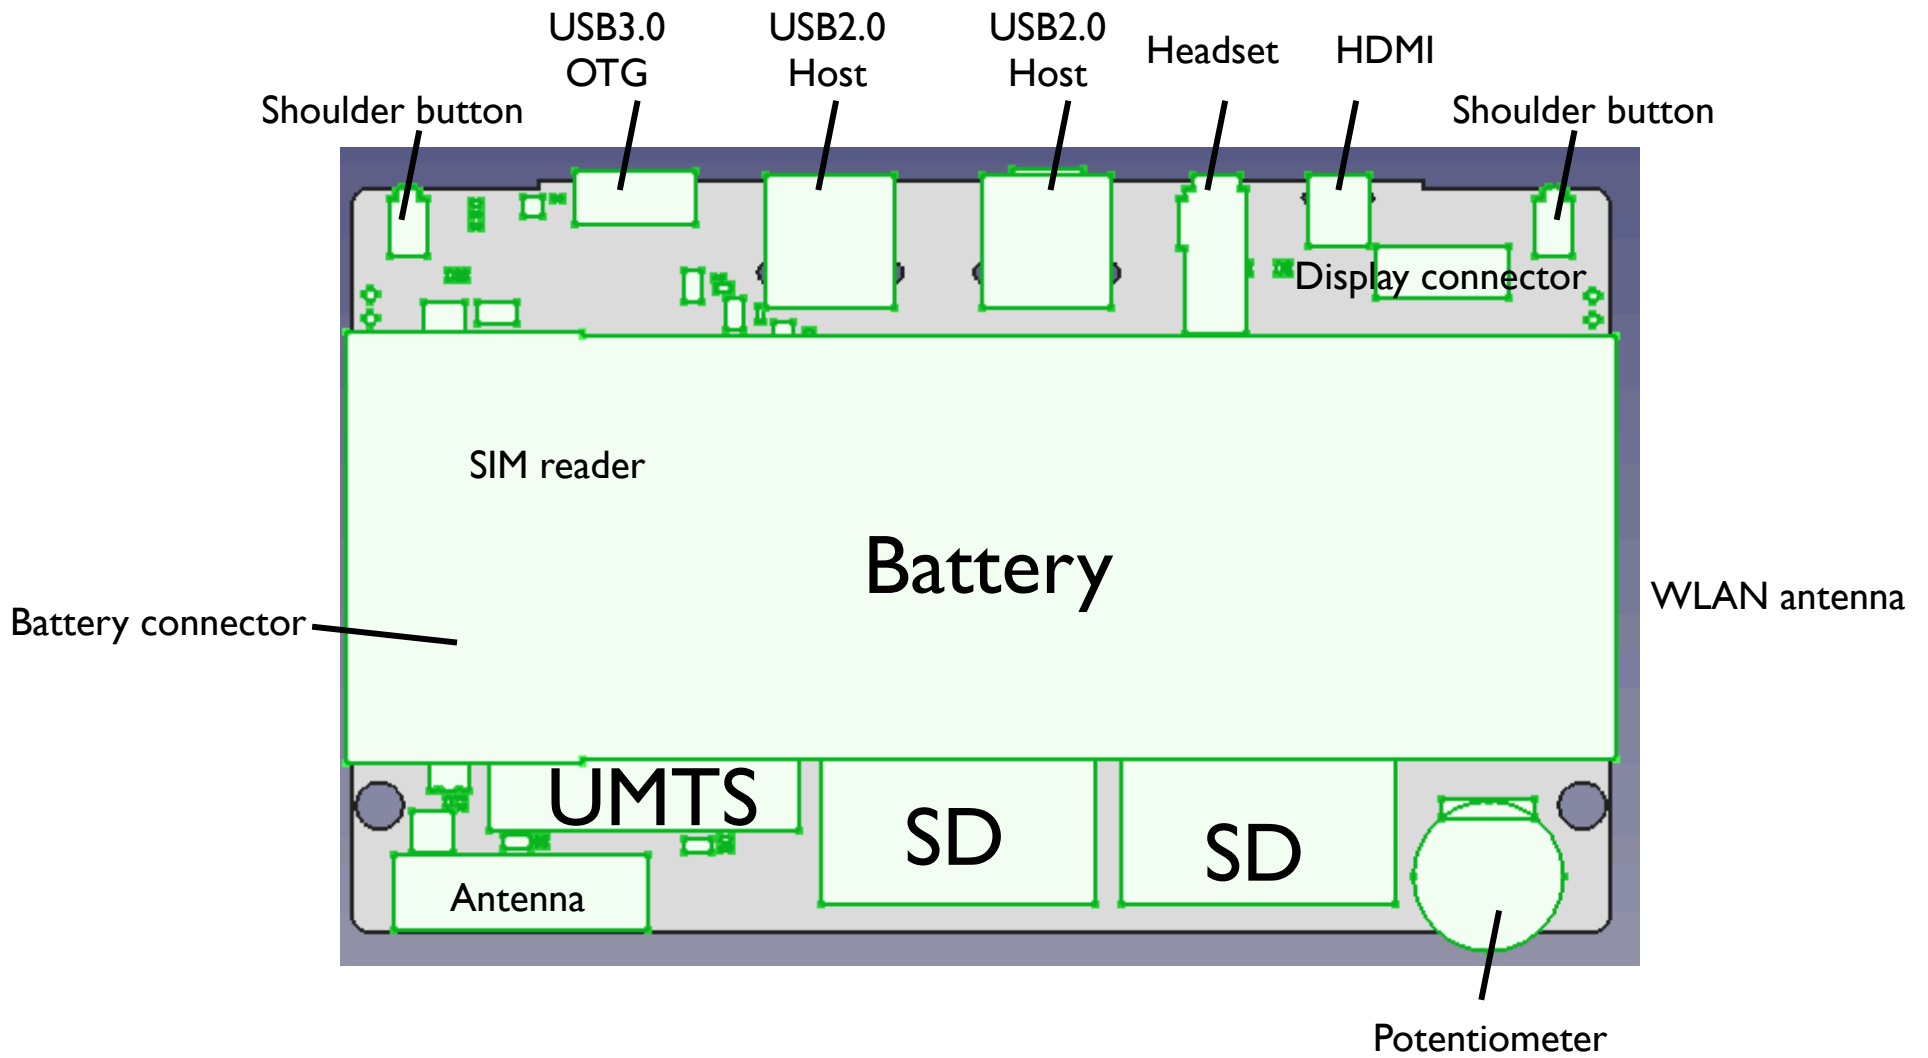 USB3.0
OTG
USB2.0
Host
USB2.0
Host
Headset
HDMI
Shoulder button
Shoulder button
Display connector
SIM reader
Battery
WLAN antenna
Battery connector
UMTS
SD
SD
Antenna
Potentiometer